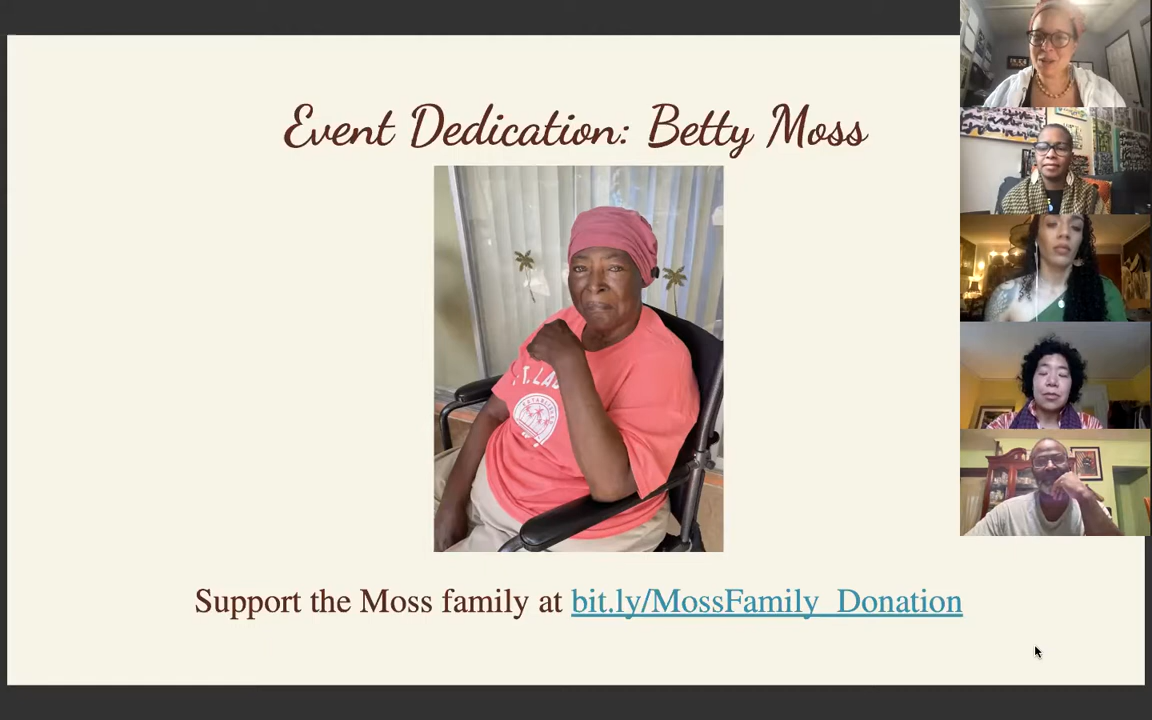 Event Dedication: Betty Moss
Support the Moss family at bit.ly/MossFamily_Donation